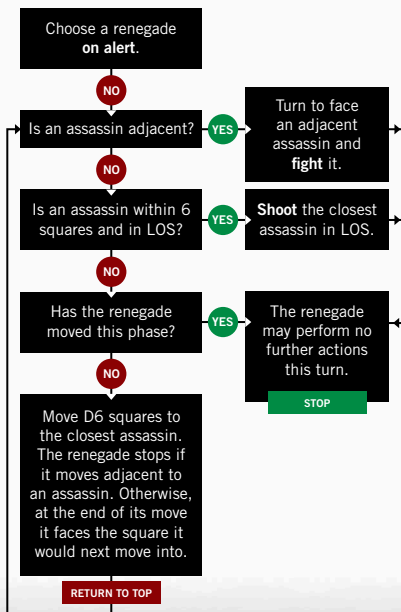 Choose a renegade
on alert.
NO
Is an assassin adjacent?
YES
Turn to face
an adjacent
assassin and
fight it.
NO
Is an assassin within 6
squares and in LOS?
YES
Shoot the closest
assassin in LOS.
NO
Has the renegade
moved this phase?
YES
The renegade
may perform no
further actions
this turn.
STOP
NO
Move D6 squares to
the closest assassin.
The renegade stops if
it moves adjacent to
an assassin. Otherwise,
at the end of its move
it faces the square it
would next move into.
RETURN TO TOP